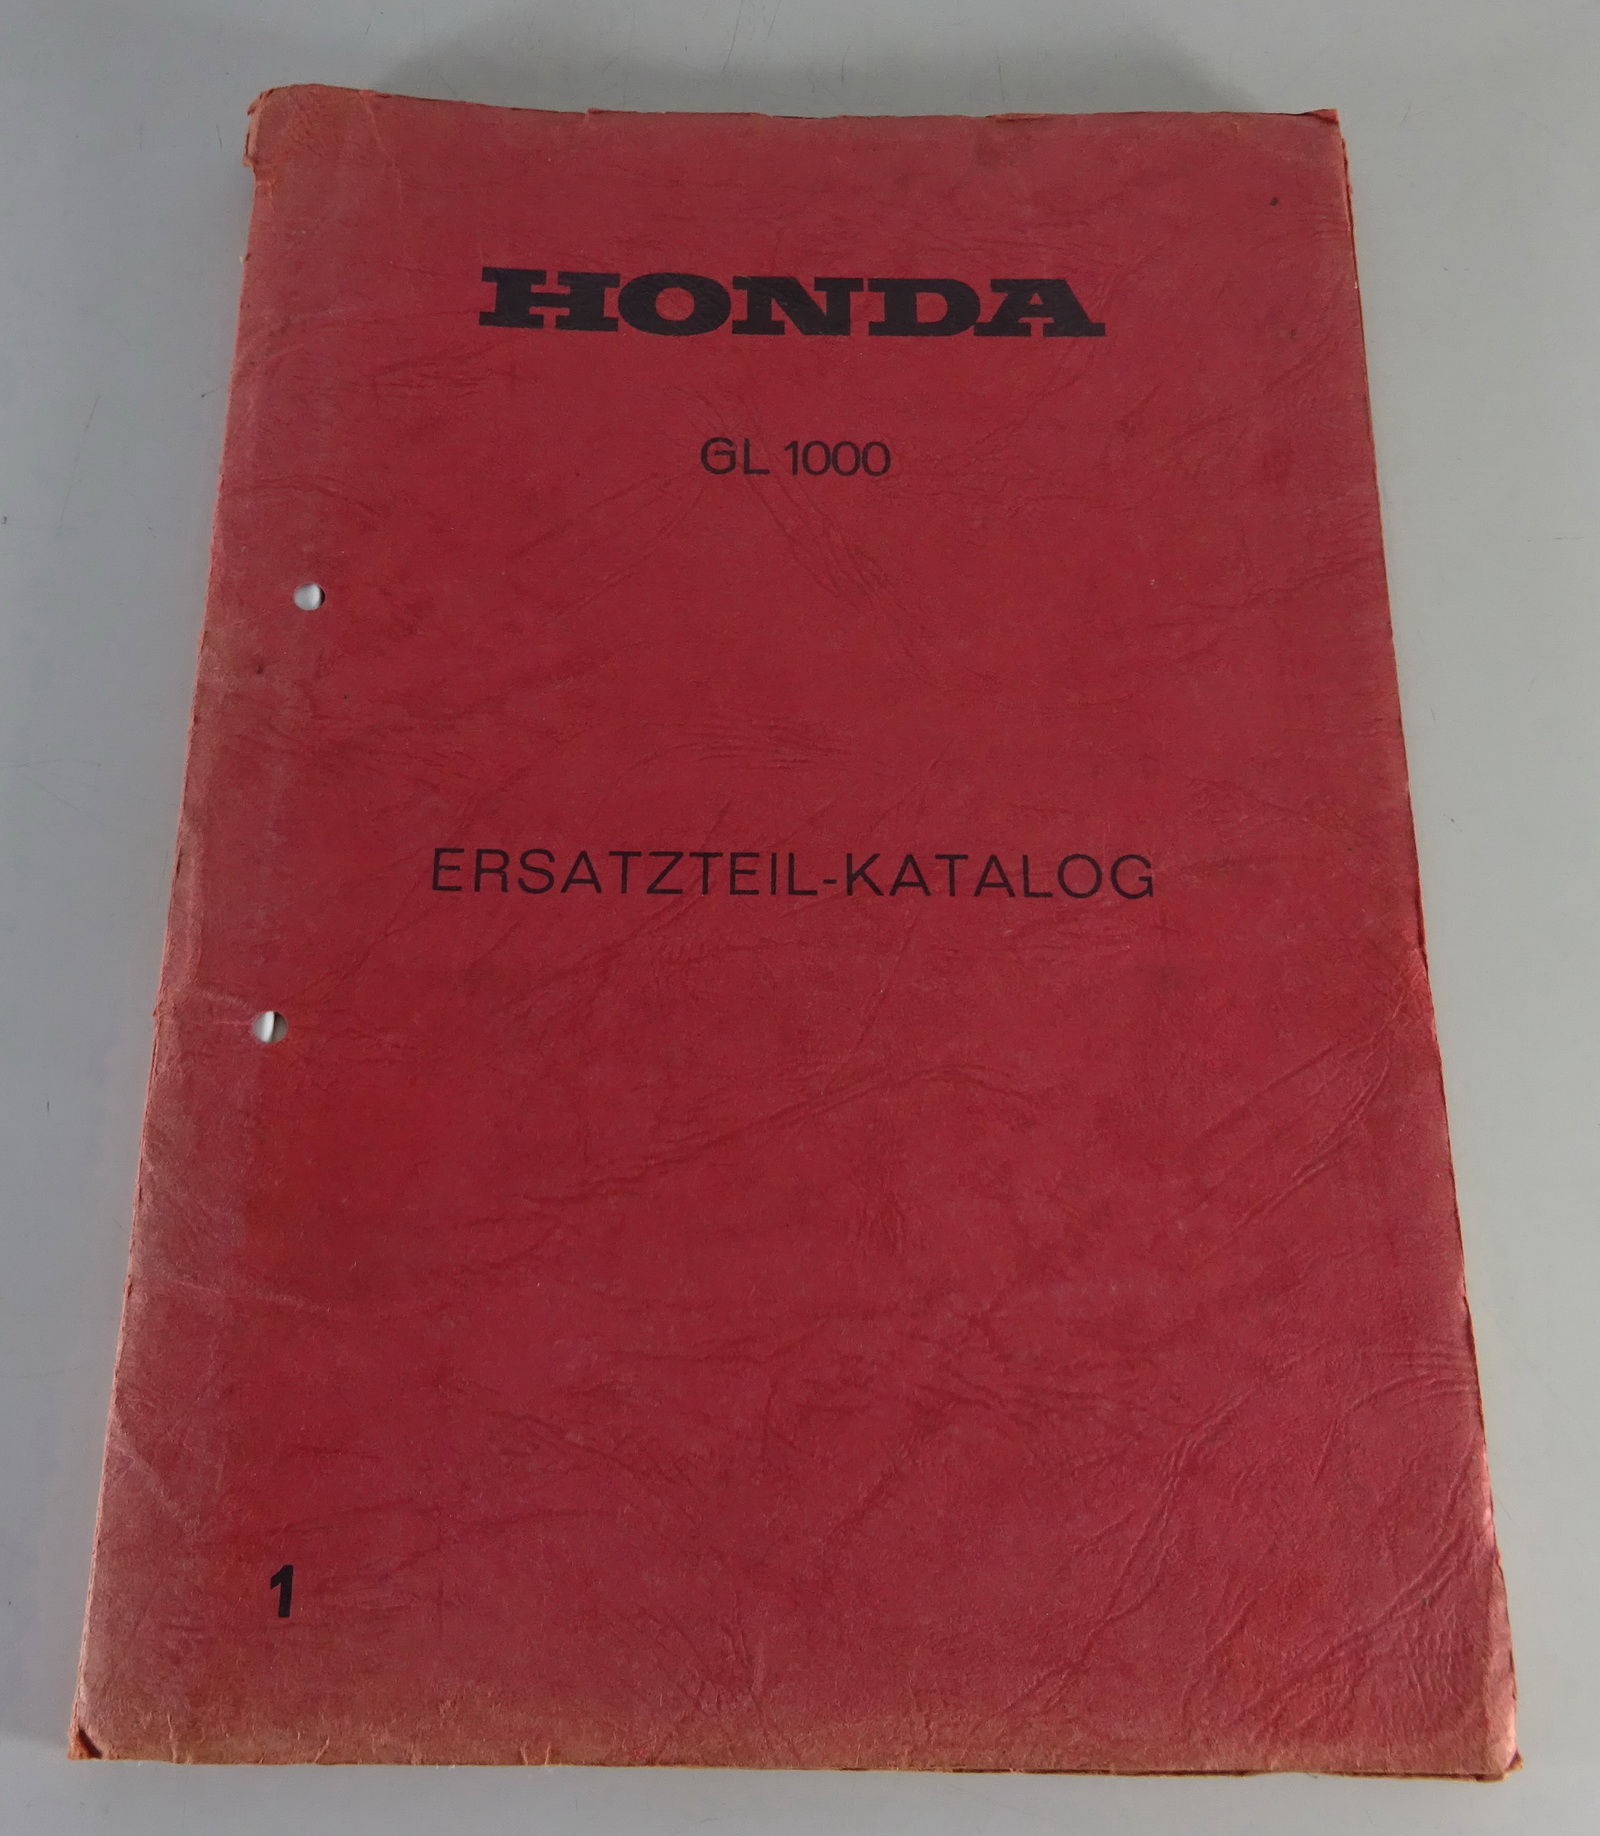 HONDA
GL 1000
ERSATZTEIL-KATALOG
1